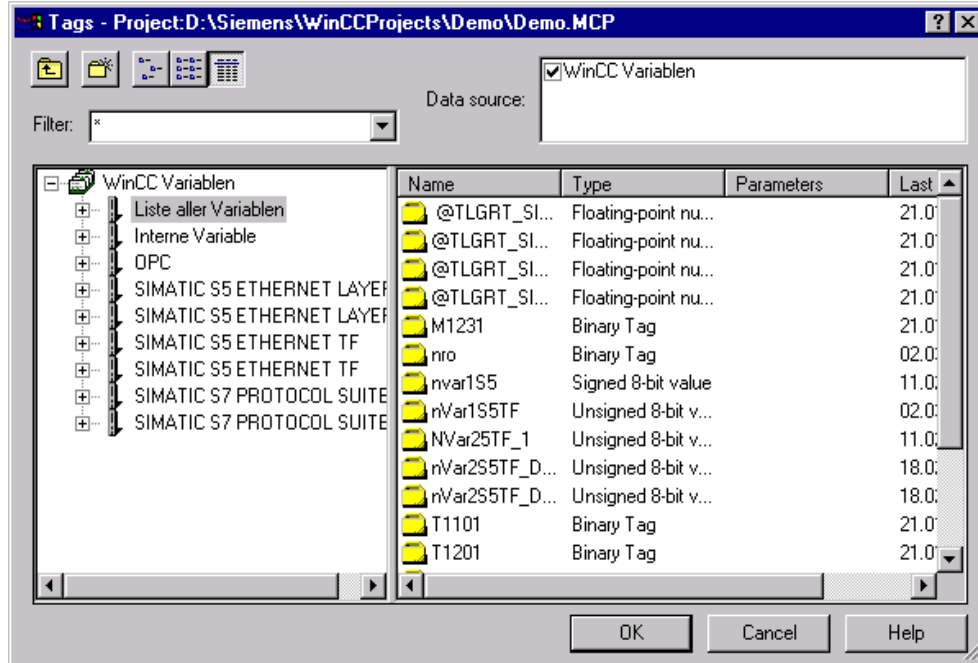 Tags - Project:D:\Siemens\WinCCProjects\Demo\Demo.MCP
Data source:
WinCC Variablen
Filter:
*
WinCC Variablen
Liste aller Variablen
Interne Variable
OPC
SIMATIC S5 ETHERNET LAYER
SIMATIC S5 ETHERNET LAYER
SIMATIC S5 ETHERNET TF
SIMATIC S5 ETHERNET TF
SIMATIC S7 PROTOCOL SUITE
SIMATIC S7 PROTOCOL SUITE
Name Type Parameters Last
@TLGRT_SI... Floating-point nu... 21.0
@TLGRT_SI... Floating-point nu... 21.0
@TLGRT_SI... Floating-point nu... 21.0
@TLGRT_SI... Floating-point nu... 21.0
M1231 Binary Tag 21.0
nro Binary Tag 02.0
nvar1S5 Signed 8-bit value 11.0
nVar1S5TF Unsigned 8-bit v... 02.0
NVar25TF_1 Unsigned 8-bit v... 11.0
nVar2S5TF_D... Unsigned 8-bit v... 18.0
nVar2S5TF_D... Unsigned 8-bit v... 18.0
T1101 Binary Tag 21.0
T1201 Binary Tag 21.0
OK Cancel Help